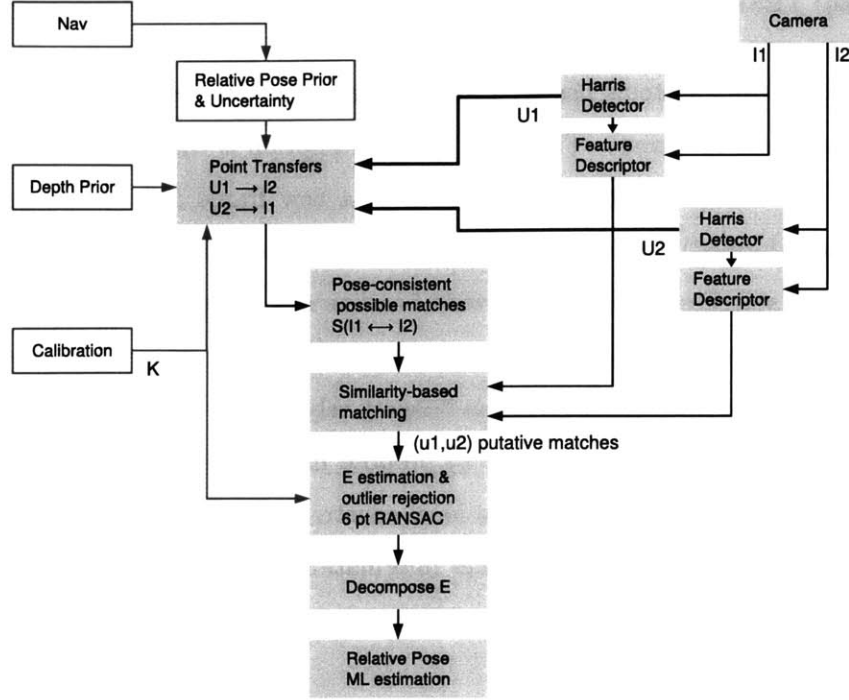 Nav
Camera
I1
I2
Relative Pose Prior
& Uncertainty
Harris
Detector
U1
Feature
Descriptor
Point Transfers
U1 → I2
U2 → I1
Depth Prior
Harris
Detector
U2
Feature
Descriptor
Pose-consistent
possible matches
S(I1 ↔ I2)
Calibration
K
Similarity-based
matching
(u1,u2) putative matches
E estimation &
outlier rejection
6 pt RANSAC
Decompose E
Relative Pose
ML estimation